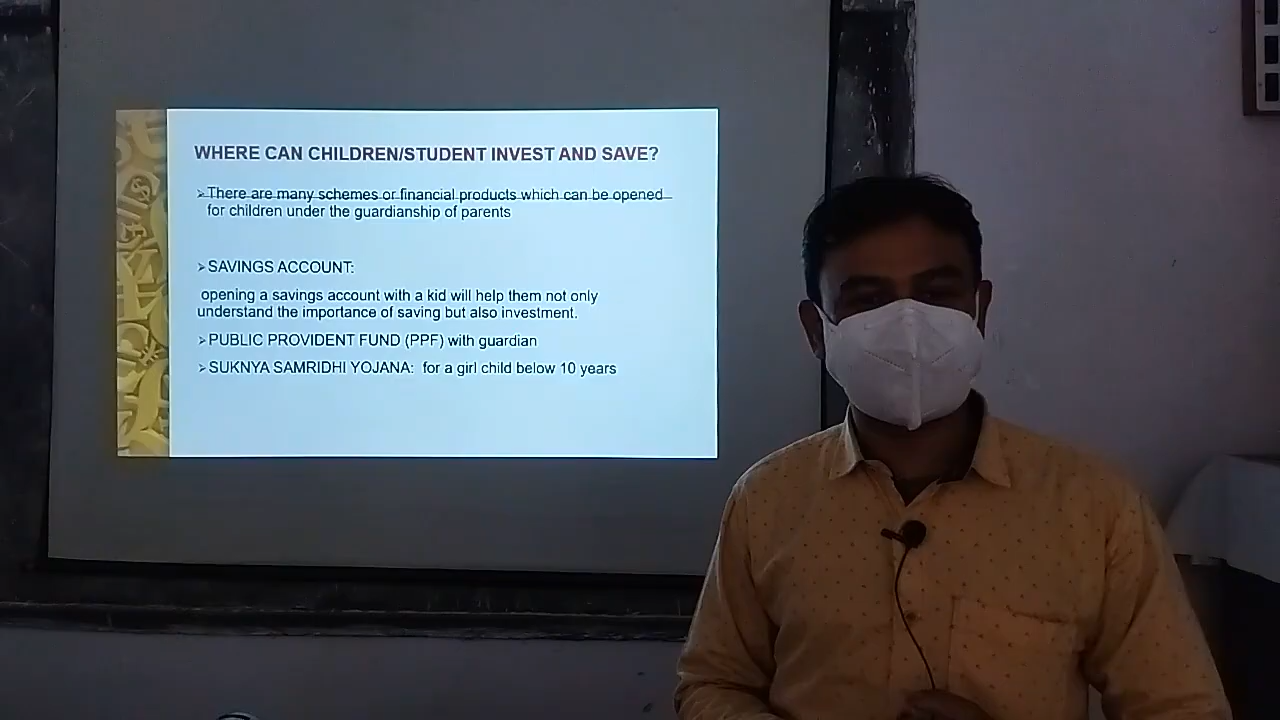 WHERE CAN CHILDREN/STUDENT INVEST AND SAVE?
➢There are many schemes or financial products which can be opened
for children under the guardianship of parents
➢SAVINGS ACCOUNT:
opening a savings account with a kid will help them not only
understand the importance of saving but also investment.
➢PUBLIC PROVIDENT FUND (PPF) with guardian
➢SUKNYA SAMRIDHI YOJANA: for a girl child below 10 years